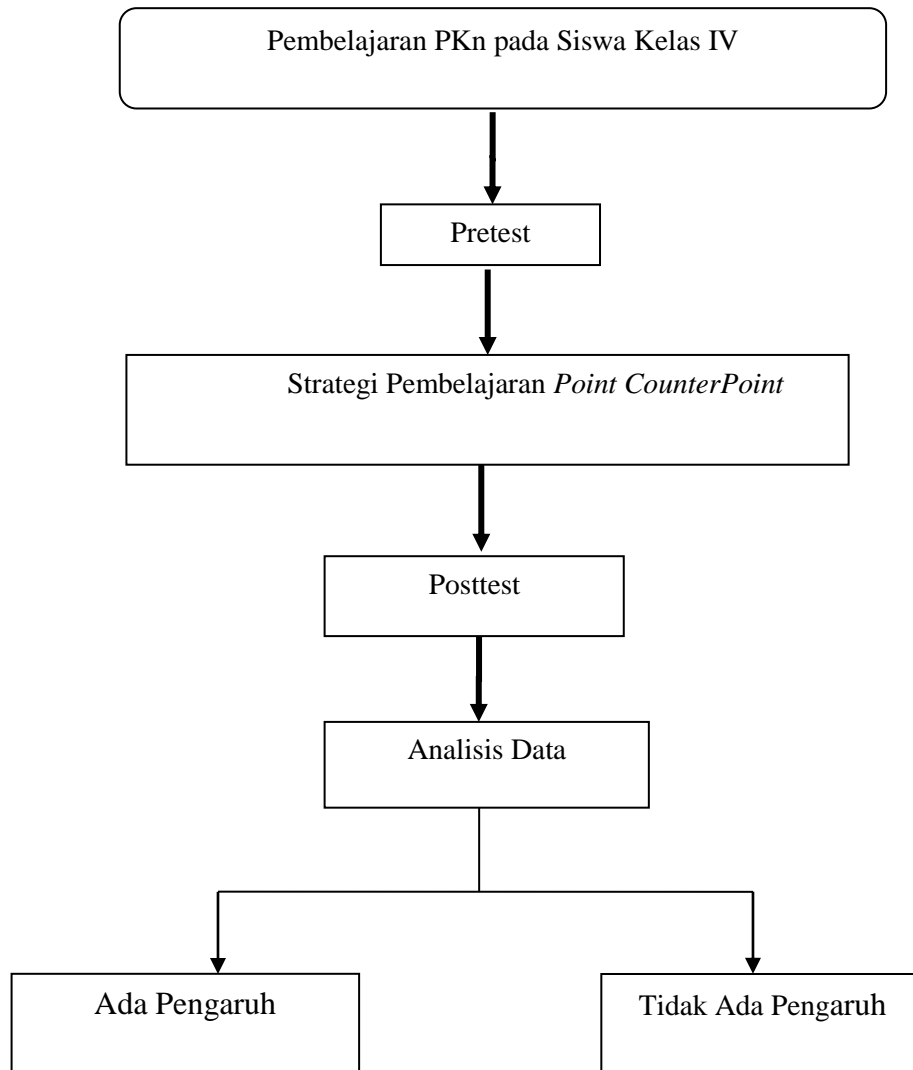 Pembelajaran PKn pada Siswa Kelas IV
Pretest
Strategi Pembelajaran Point CounterPoint
Posttest
Analisis Data
Ada Pengaruh
Tidak Ada Pengaruh